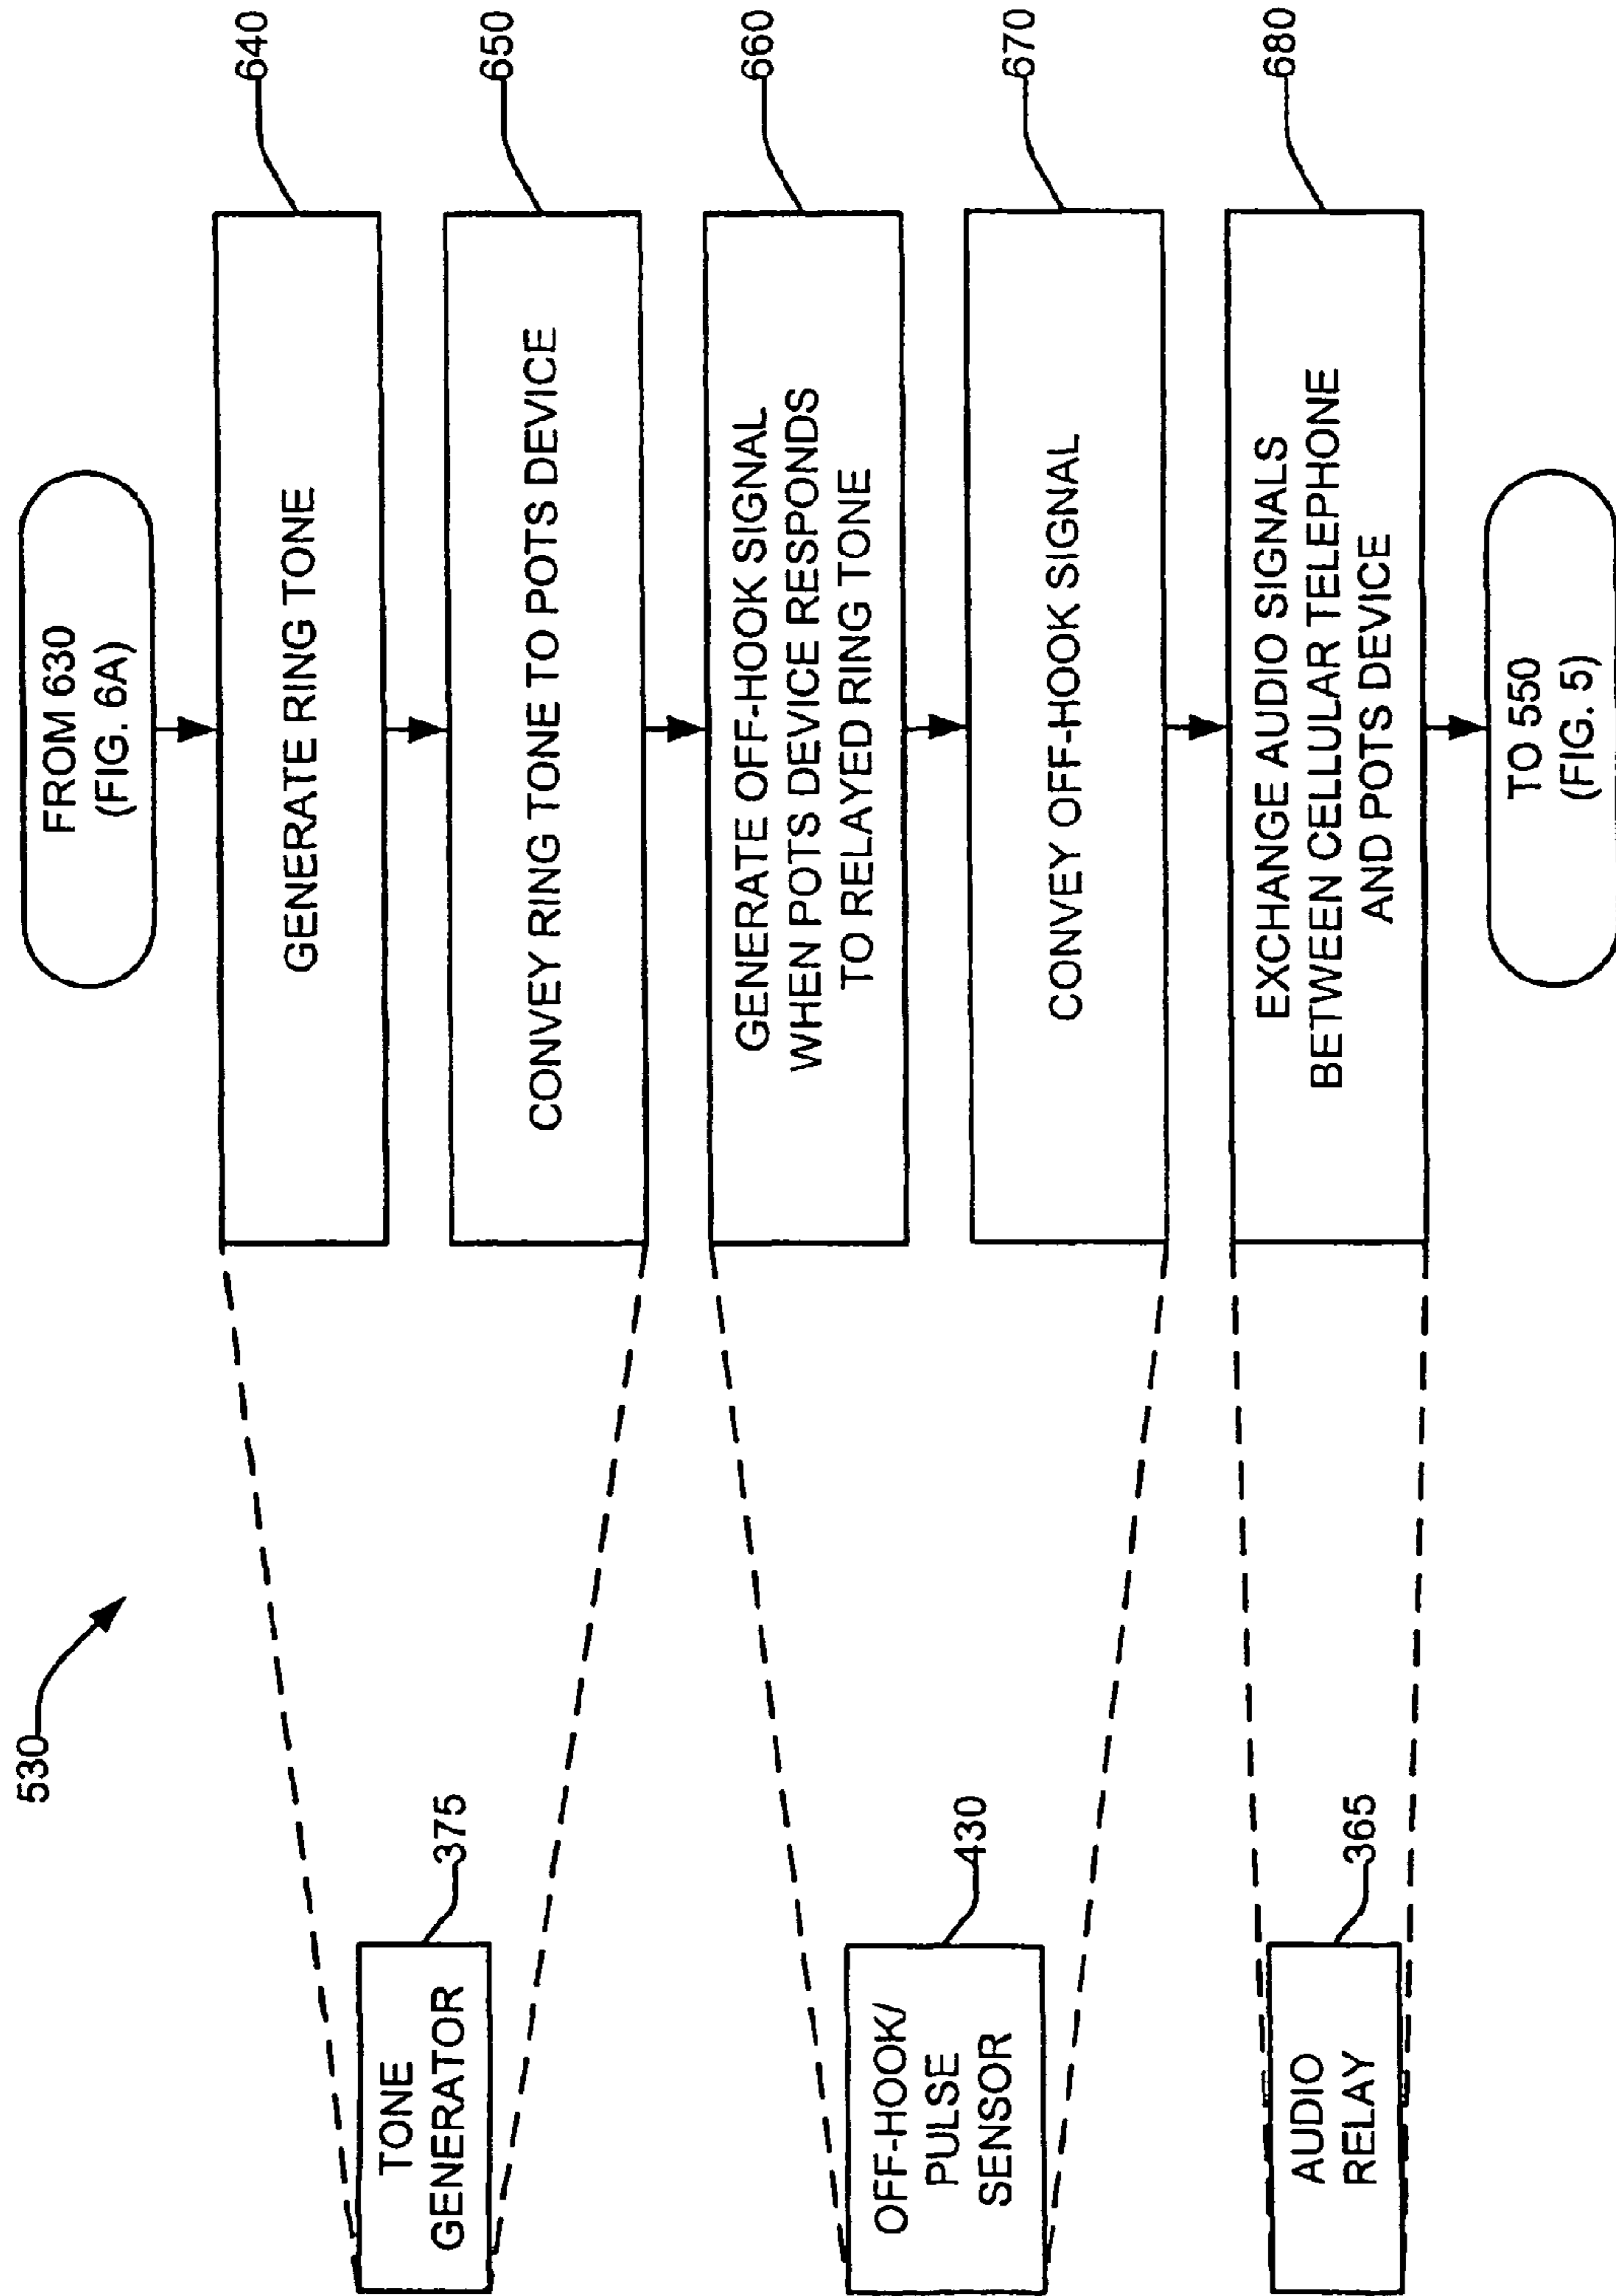 530
FROM 630
(FIG. 6A)
GENERATE RING TONE
640
CONVEY RING TONE TO POTS DEVICE
650
TONE
GENERATOR
375
GENERATE OFF-HOOK SIGNAL
WHEN POTS DEVICE RESPONDS
TO RELAYED RING TONE
660
CONVEY OFF-HOOK SIGNAL
670
OFF-HOOK/
PULSE
SENSOR
430
EXCHANGE AUDIO SIGNALS
BETWEEN CELLULAR TELEPHONE
AND POTS DEVICE
680
AUDIO
RELAY
365
TO 550
(FIG. 5)